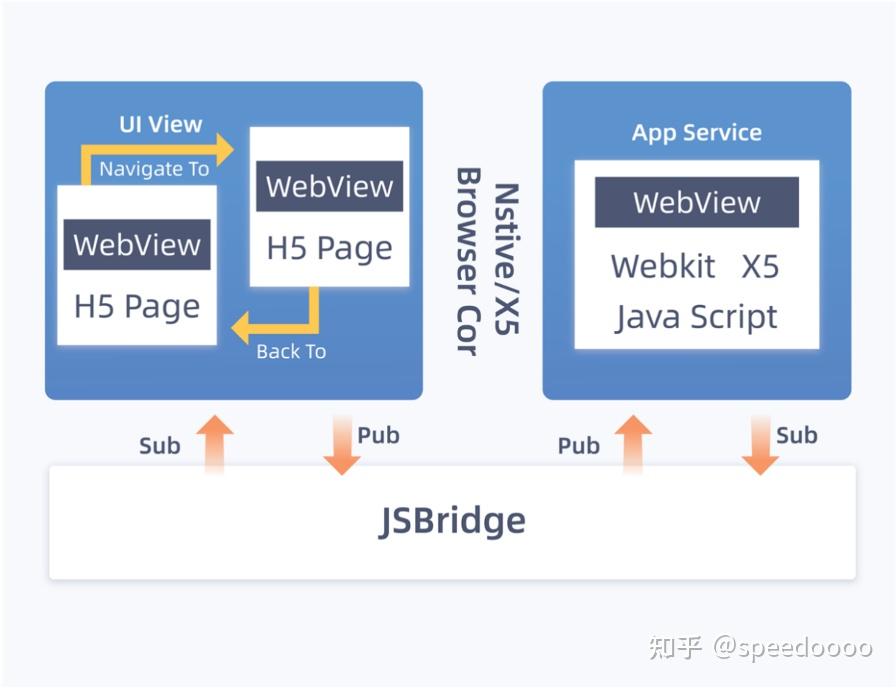 UI View
Navigate To
WebView
H5 Page
WebView
H5 Page
Back To
Nstive/X5
Browser Cor
App Service
WebView
Webkit X5
Java Script
Sub
Pub
Pub
Sub
JSBridge
知乎 @speedoooo